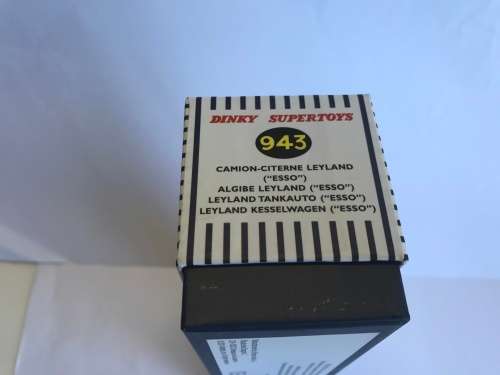 DINKY SUPERTOYS
943
CAMION-CITERNE LEYLAND
("ESSO")
ALGIBE LEYLAND ("ESSO")
LEYLAND TANKAUTO ("ESSO")
LEYLAND KESSELWAGEN ("ESSO")